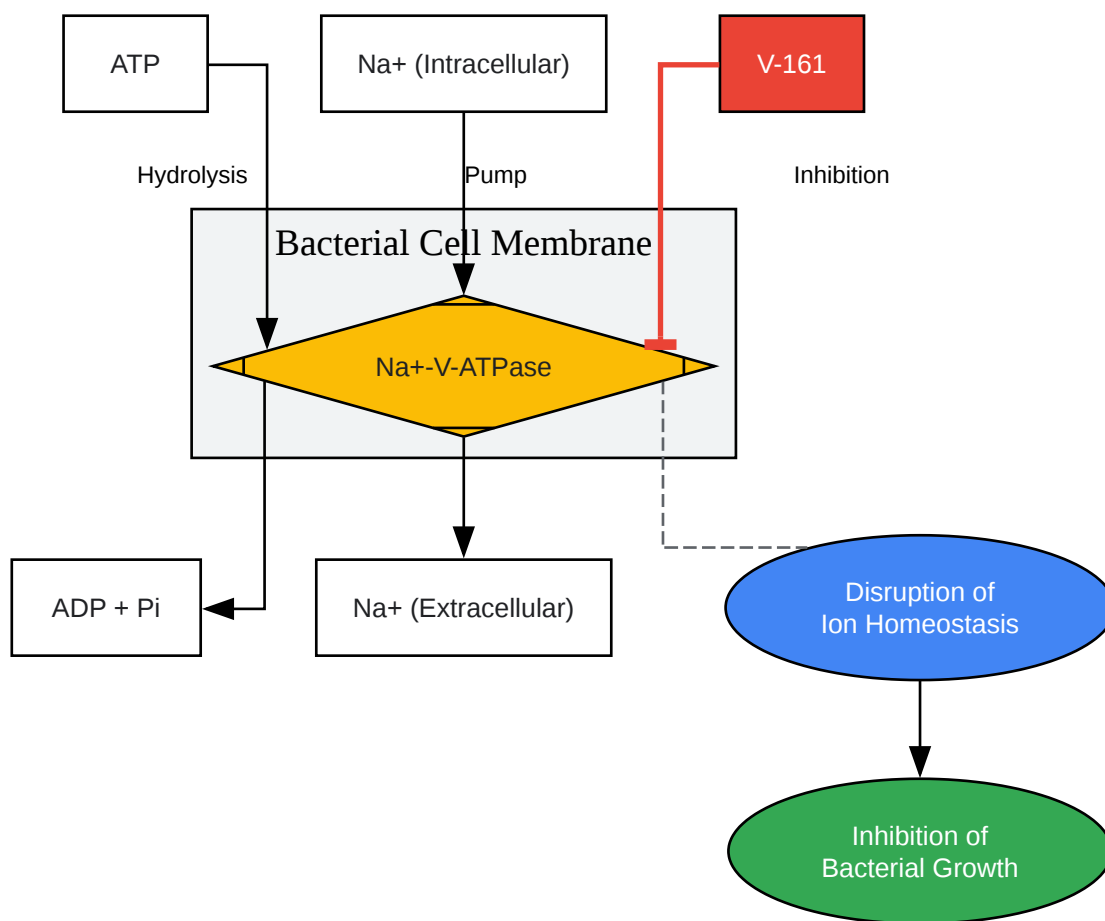 ATP
Na+ (Intracellular)
V-161
Hydrolysis
Pump
Inhibition
Bacterial Cell Membrane
Na+-V-ATPase
ADP + Pi
Na+ (Extracellular)
Disruption of
Ion Homeostasis
Inhibition of
Bacterial Growth